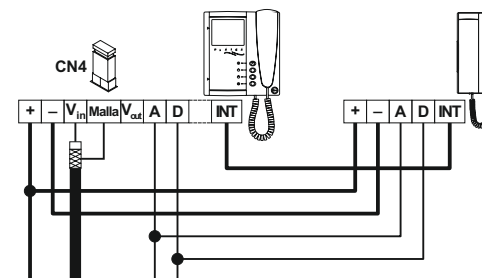 CN4
+ – Vin Malla Vout A D INT
+ – A D INT